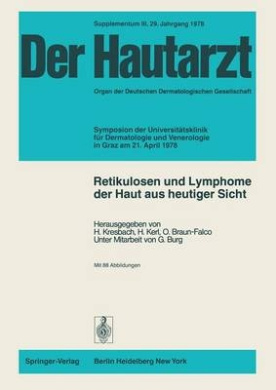 Supplementum III, 29. Jahrgang 1978
Der Hautarzt
Organ der Deutschen Dermatologischen Gesellschaft
Symposion der Universitätsklinik
für Dermatologie und Venerologie
in Graz am 21. April 1978
Retikulosen und Lymphome
der Haut aus heutiger Sicht
Herausgegeben von
H. Kresbach, H. Kerl, O. Braun-Falco
Unter Mitarbeit von G. Burg
Mit 88 Abbildungen
Springer-Verlag Berlin Heidelberg New York